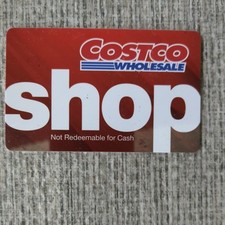 COSTCO
WHOLESALE
shop
Not Redeemable for Cash